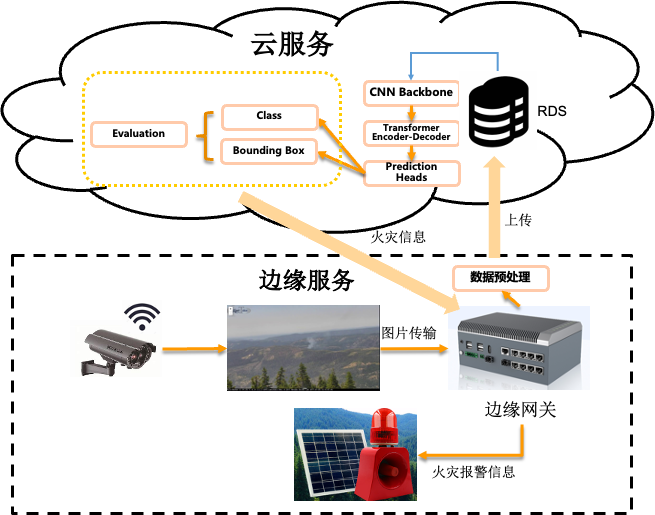 云服务
CNN Backbone
RDS
Class
Evaluation
Transformer
Encoder-Decoder
Bounding Box
Prediction
Heads
火灾信息
上传
边缘服务
数据预处理
图片传输
边缘网关
火灾报警信息